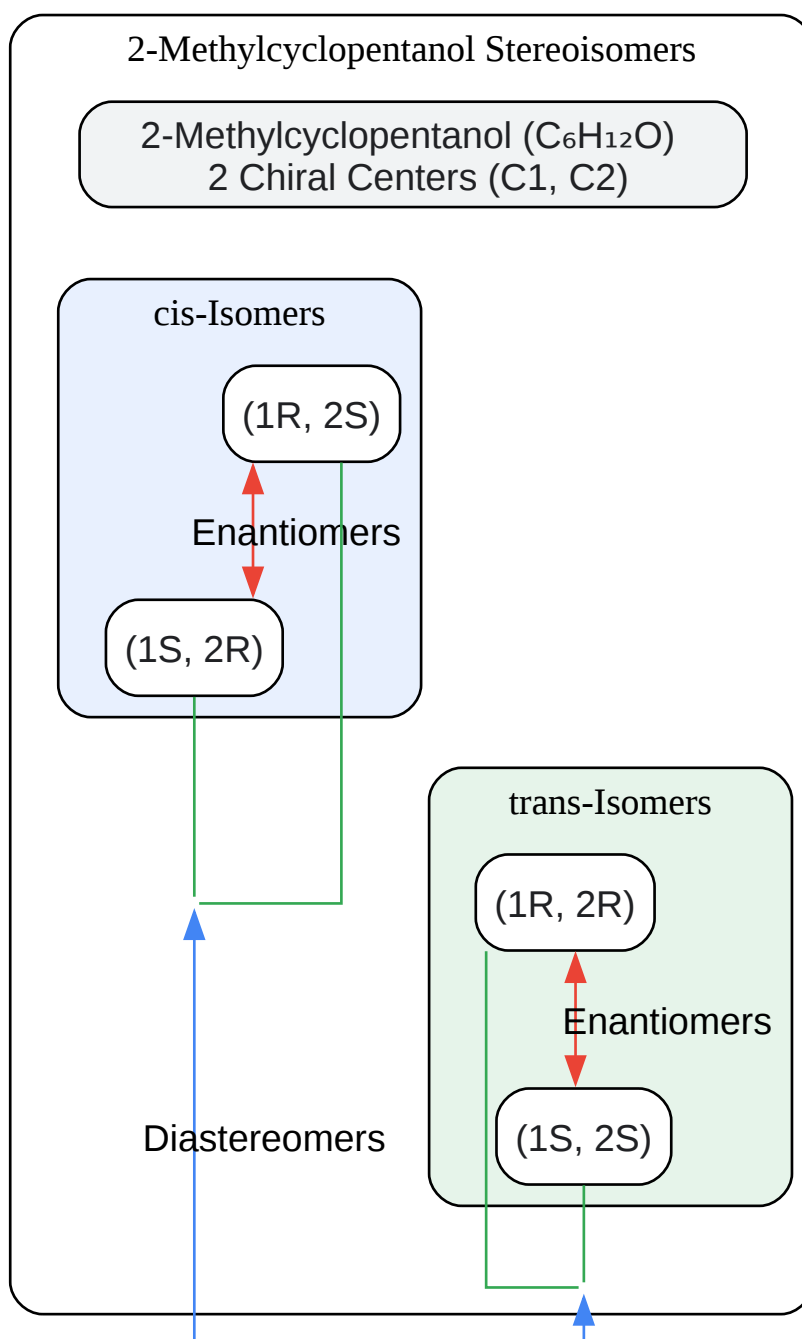 2-Methylcyclopentanol Stereoisomers
2-Methylcyclopentanol (C₆H₁₂O)
2 Chiral Centers (C1, C2)
cis-Isomers
(1R, 2S)
Enantiomers
(1S, 2R)
trans-Isomers
(1R, 2R)
Enantiomers
(1S, 2S)
Diastereomers